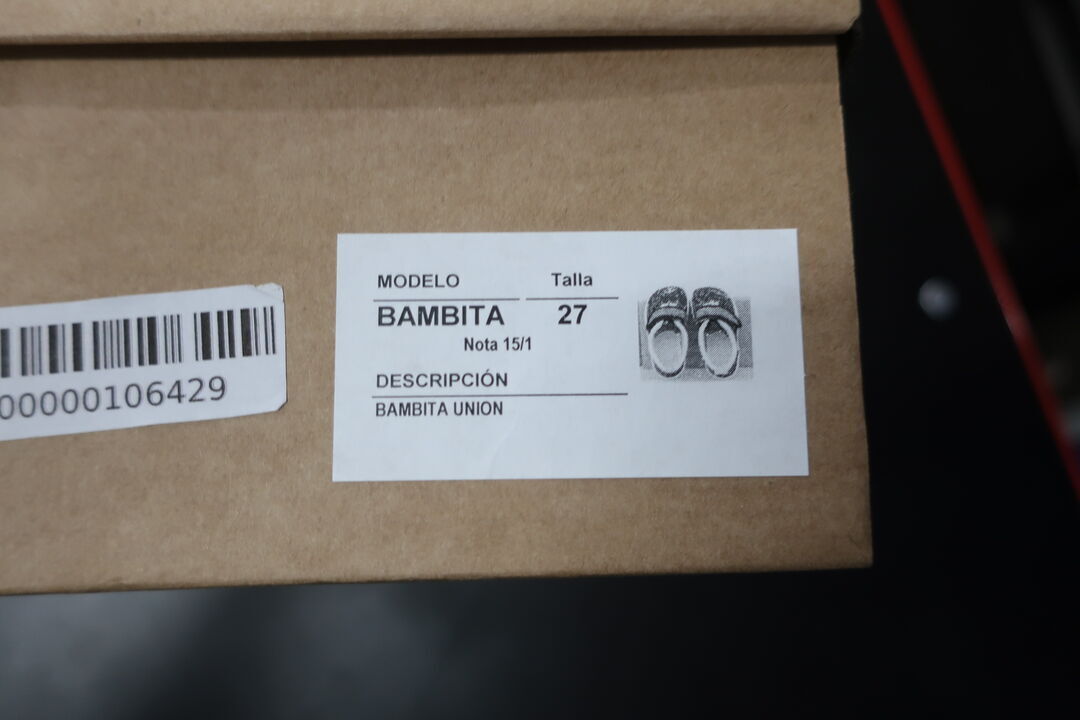 MODELO Talla
BAMBITA 27
Nota 15/1
DESCRIPCIÓN
BAMBITA UNION
00000106429